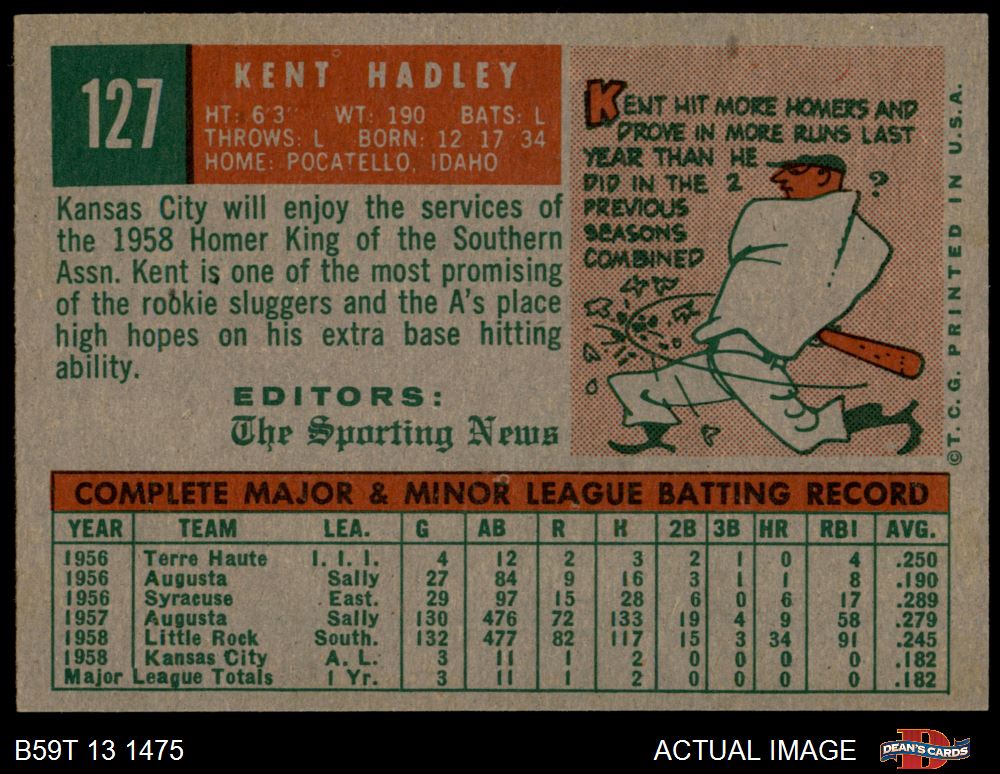 127
KENT HADLEY
HT: 6'3" WT: 190 BATS: L
THROWS: L BORN: 12 17 34
HOME: POCATELLO, IDAHO
Kansas City will enjoy the services of
the 1958 Homer King of the Southern
Assn. Kent is one of the most promising
of the rookie sluggers and the A's place
high hopes on his extra base hitting
ability.
EDITORS:
The Sporting News
KENT HIT MORE HOMERS AND
DROVE IN MORE RUNS LAST
YEAR THAN HE
DID IN THE 2
PREVIOUS
SEASONS
COMBINED
?
©T. C. G. PRINTED IN U.S.A.
COMPLETE MAJOR & MINOR LEAGUE BATTING RECORD
YEAR TEAM LEA. G AB R H 2B 3B HR RBI AVG.
1956 Terre Haute I. I. I. 4 12 2 3 2 1 0 4 .250
1956 Augusta Sally 27 84 9 16 3 1 1 8 .190
1956 Syracuse East. 29 97 15 28 6 0 6 17 .289
1957 Augusta Sally 130 476 72 133 19 4 9 58 .279
1958 Little Rock South. 132 477 82 117 15 3 34 91 .245
1958 Kansas City A. L. 3 11 1 2 0 0 0 0 .182
Major League Totals 1 Yr. 3 11 1 2 0 0 0 0 .182
B59T 13 1475
ACTUAL IMAGE
DEAN'S CARDS